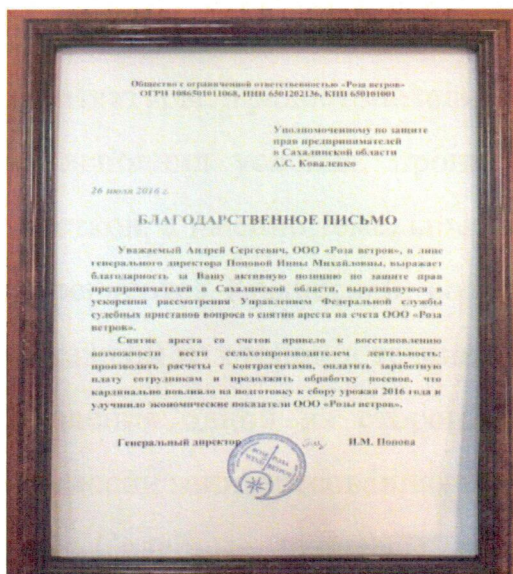 Общество с ограниченной ответственностью «Роза ветров»
ОГРН 1086501011068, ИНН 6501202136, КПП 650101001
Уполномоченному по защите
прав предпринимателей
в Сахалинской области
А.С. Коваленко
26 июля 2016 г.
БЛАГОДАРСТВЕННОЕ ПИСЬМО
Уважаемый Андрей Сергеевич, ООО «Роза ветров», в лице
генерального директора Поповой Нины Михайловны, выражает
благодарность за Вашу активную позицию по защите прав
предпринимателей в Сахалинской области, выразившуюся в
ускорении рассмотрения Управлением Федеральной службы
судебных приставов вопроса о снятии ареста на счета ООО «Роза
ветров».
Снятие ареста со счетов привело к восстановлению
возможности вести сельхозпроизводителем деятельность:
производить расчеты с контрагентами, оплатить заработную
плату сотрудникам и продолжить обработку посевов, что
кардинально повлияло на подготовку к сбору урожая 2016 года и
улучшило экономические показатели ООО «Розы ветров».
Генеральный директор Н.М. Попова
РОЗА
ВЕТРОВ